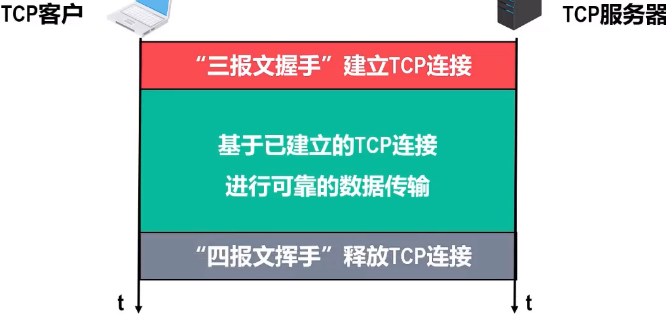 TCP客户
TCP服务器
“三报文握手”建立TCP连接
基于已建立的TCP连接
进行可靠的数据传输
“四报文挥手”释放TCP连接
t
t